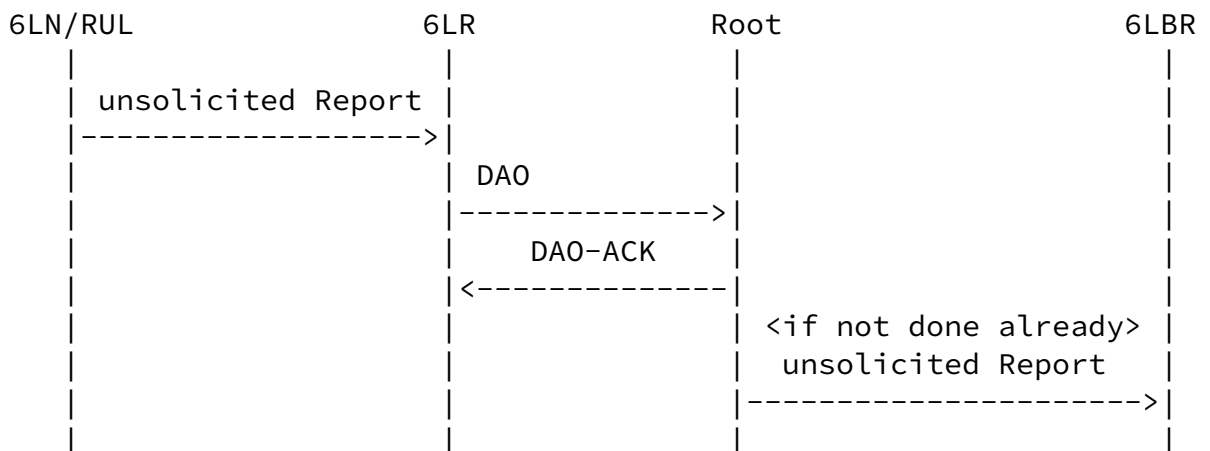 6LN/RUL 6LR Root 6LBR
unsolicited Report
DAO
DAO-ACK
<if not done already>
unsolicited Report